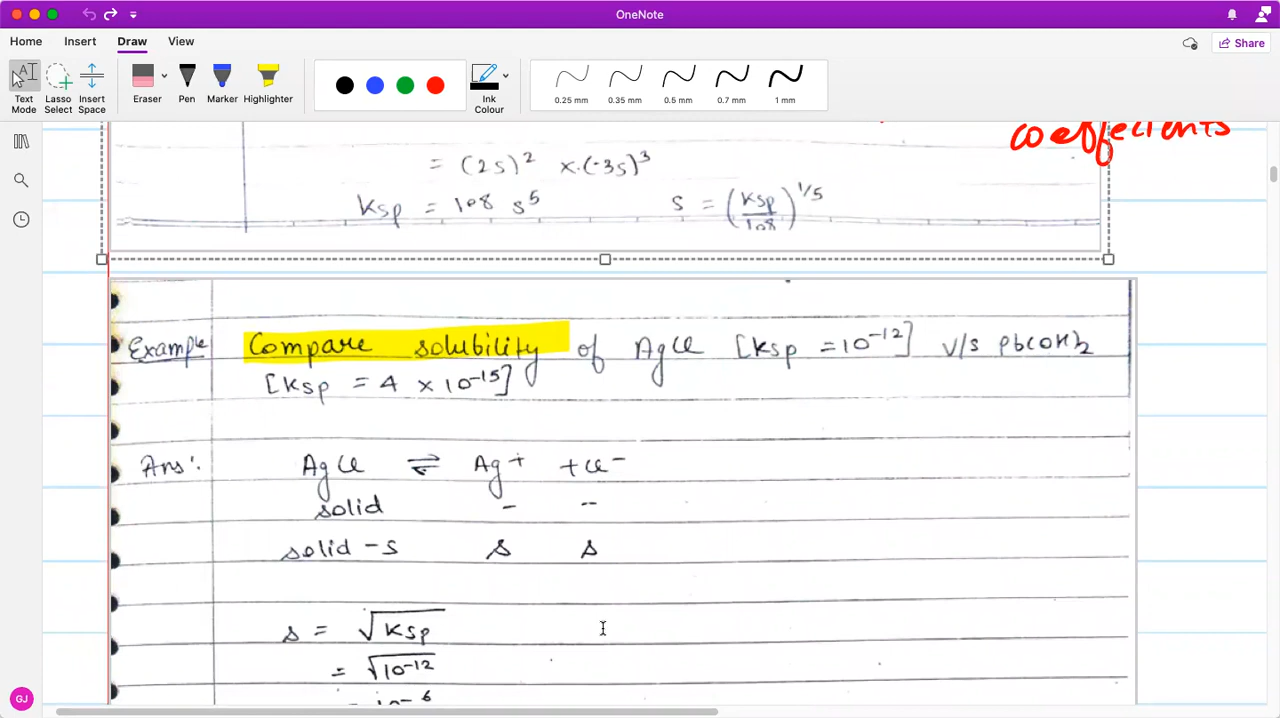 OneNote
Home Insert Draw View
Share
Text Mode
Lasso Select
Insert Space
Eraser
Pen
Marker
Highlighter
Ink Colour
0.25 mm
0.35 mm
0.5 mm
0.7 mm
1 mm
coefficients
= (2s)² x.(-3s)³
Ksp = 108 s⁵ s = (Ksp/108)^1/5
Example Compare solubility of AgCl [Ksp = 10⁻¹²] v/s Pb(OH)₂
[Ksp = 4 × 10⁻¹⁵]
Ans: AgCl ⇌ Ag+ + Cl⁻
solid - -
solid - s s s
s = √Ksp
= √10⁻¹²
= 10⁻⁶
GJ